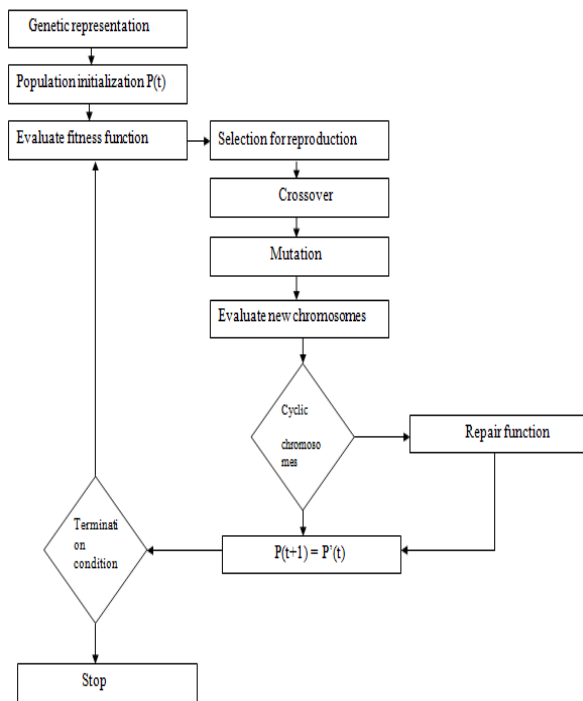 Genetic representation
Population initialization P(t)
Evaluate fitness function
Selection for reproduction
Crossover
Mutation
Evaluate new chromosomes
Cyclic
chromoso
mes
Repair function
P(t+1) = P'(t)
Terminati
on
condition
Stop